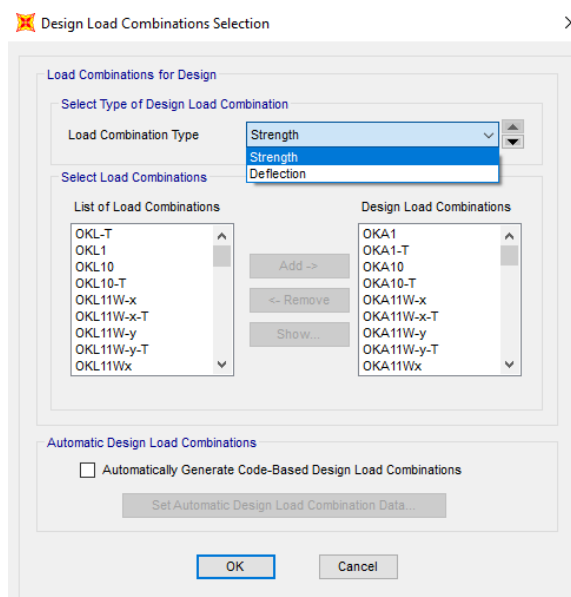 Design Load Combinations Selection
Load Combinations for Design
Select Type of Design Load Combination
Load Combination Type
Strength
Strength
Deflection
Select Load Combinations
List of Load Combinations
Design Load Combinations
OKL-T
OKL1
OKL10
OKL10-T
OKL11W-x
OKL11W-x-T
OKL11W-y
OKL11W-y-T
OKL11Wx
Add ->
<- Remove
Show...
OKA1
OKA1-T
OKA10
OKA10-T
OKA11W-x
OKA11W-x-T
OKA11W-y
OKA11W-y-T
OKA11Wx
Automatic Design Load Combinations
Automatically Generate Code-Based Design Load Combinations
Set Automatic Design Load Combination Data...
OK
Cancel